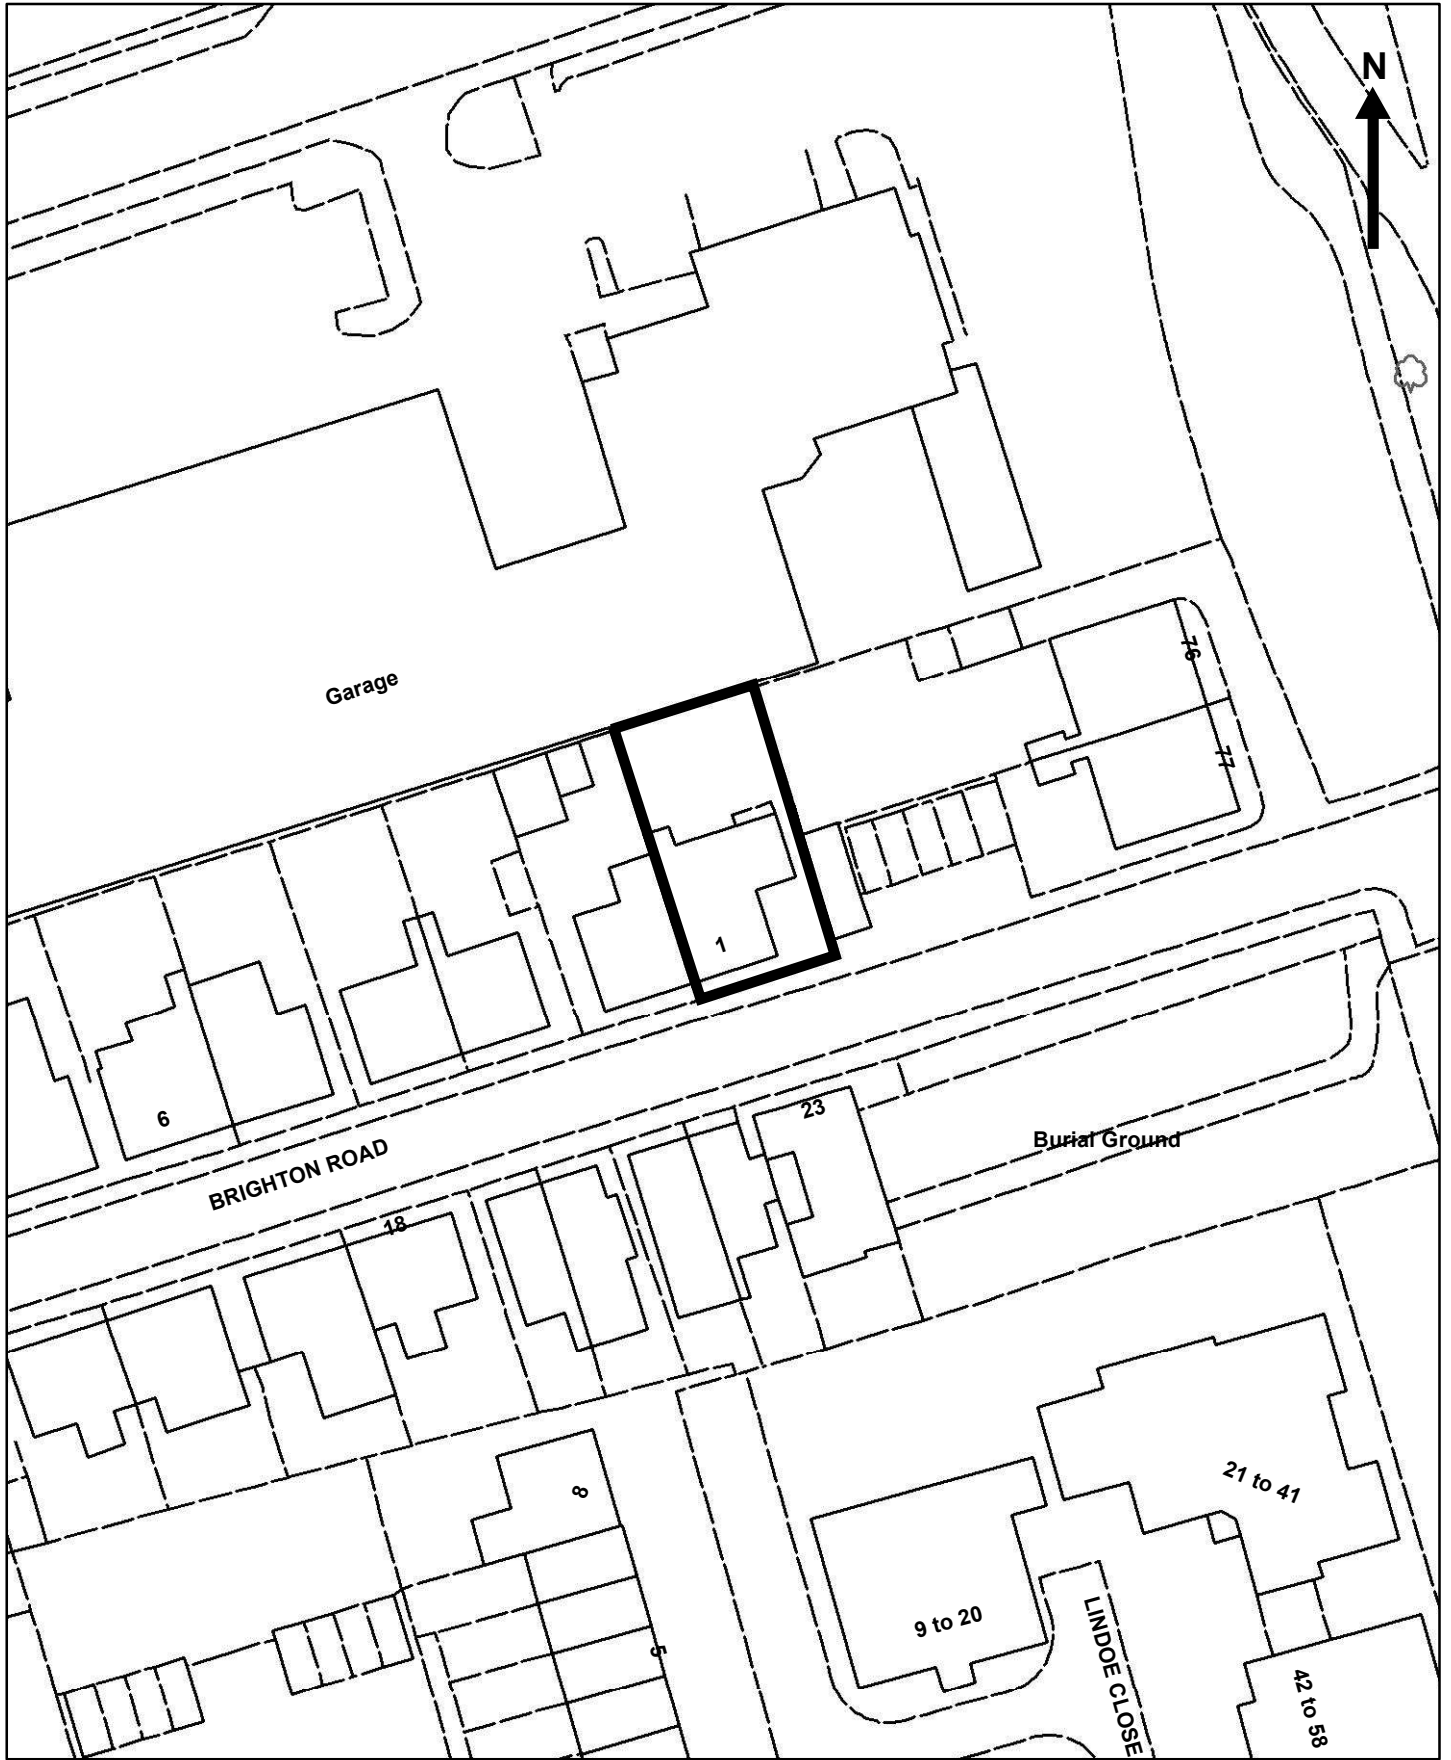 N
76
Garage
77
1
23
6
Burial Ground
BRIGHTON ROAD
18
21 to 41
8
9 to 20
5
LINDOE CLOSE
42 to 58